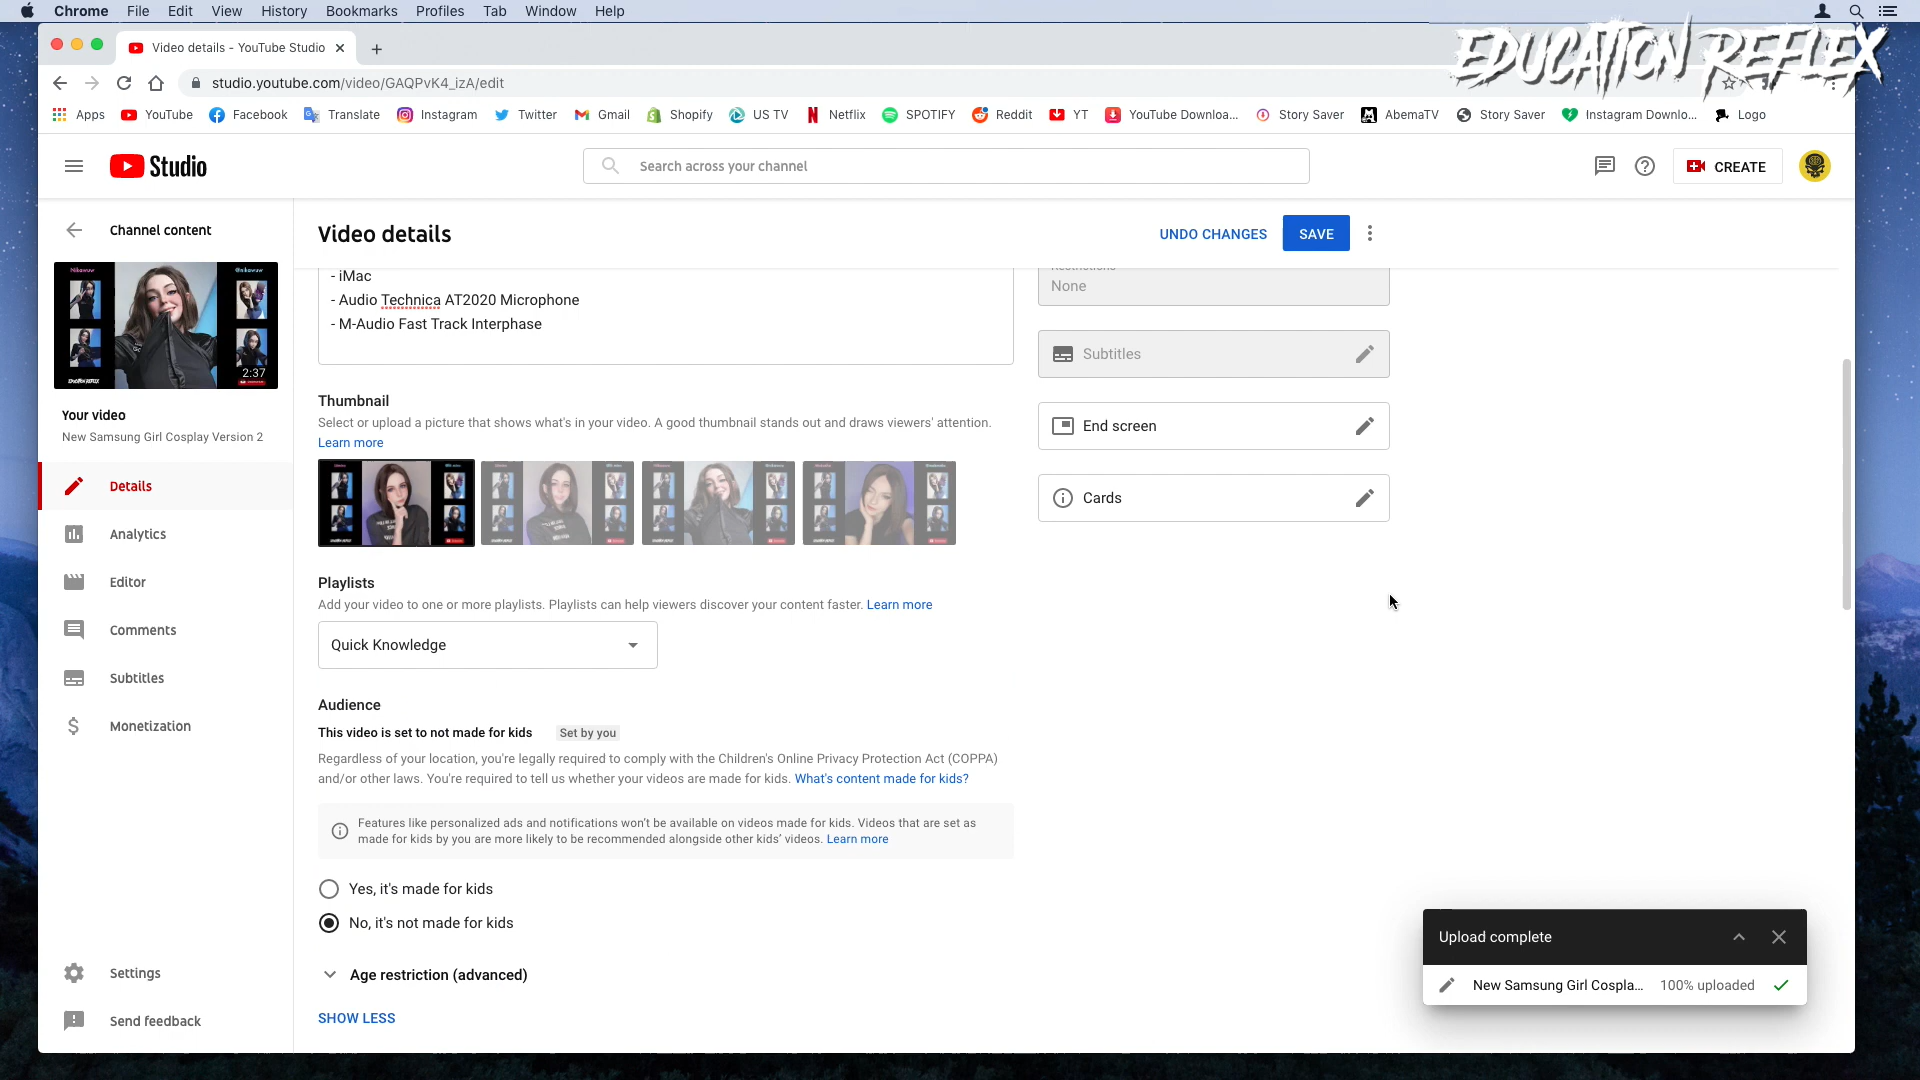 Chrome File Edit View History Bookmarks Profiles Tab Window Help
EDUCATION REFLEX
Video details - YouTube Studio
studio.youtube.com/video/GAQPvK4_izA/edit
Apps YouTube Facebook Translate Instagram Twitter Gmail Shopify US TV Netflix SPOTIFY Reddit YT YouTube Downloa... Story Saver AbemaTV Story Saver Instagram Downlo... Logo
Studio
Search across your channel
CREATE
Channel content
2:37
Your video
New Samsung Girl Cosplay Version 2
Details
Analytics
Editor
Comments
Subtitles
Monetization
Settings
Send feedback
Video details
UNDO CHANGES
SAVE
- iMac
- Audio Technica AT2020 Microphone
- M-Audio Fast Track Interphase
Thumbnail
Select or upload a picture that shows what's in your video. A good thumbnail stands out and draws viewers' attention.
Learn more
Playlists
Add your video to one or more playlists. Playlists can help viewers discover your content faster. Learn more
Quick Knowledge
Audience
This video is set to not made for kids Set by you
Regardless of your location, you're legally required to comply with the Children's Online Privacy Protection Act (COPPA)
and/or other laws. You're required to tell us whether your videos are made for kids. What's content made for kids?
Features like personalized ads and notifications won't be available on videos made for kids. Videos that are set as
made for kids by you are more likely to be recommended alongside other kids' videos. Learn more
Yes, it's made for kids
No, it's not made for kids
Age restriction (advanced)
SHOW LESS
Restrictions
None
Subtitles
End screen
Cards
Upload complete
New Samsung Girl Cospla... 100% uploaded